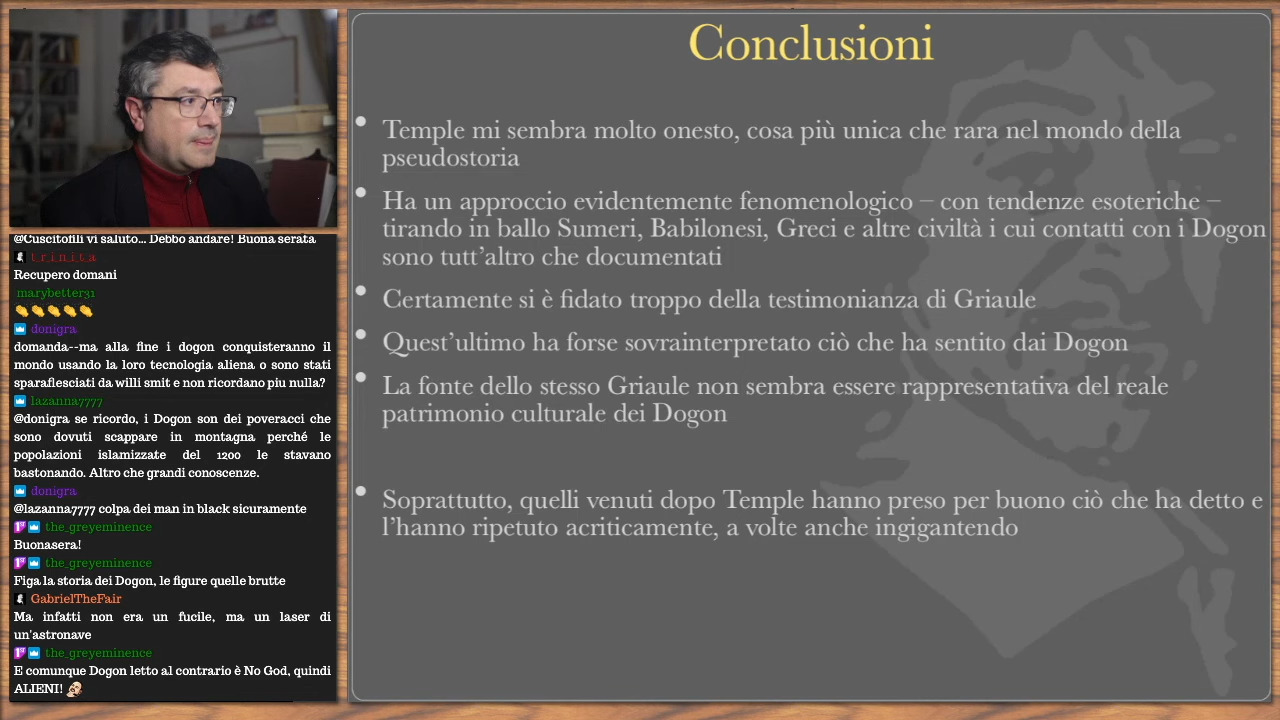 Conclusioni
Temple mi sembra molto onesto, cosa più unica che rara nel mondo della
pseudostoria
Ha un approccio evidentemente fenomenologico – con tendenze esoteriche –
tirando in ballo Sumeri, Babilonesi, Greci e altre civiltà i cui contatti con i Dogon
sono tutt’altro che documentati
Certamente si è fidato troppo della testimonianza di Griaule
Quest’ultimo ha forse sovrainterpretato ciò che ha sentito dai Dogon
La fonte dello stesso Griaule non sembra essere rappresentativa del reale
patrimonio culturale dei Dogon
Soprattutto, quelli venuti dopo Temple hanno preso per buono ciò che ha detto e
l’hanno ripetuto acriticamente, a volte anche ingigantendo
@Cuscitofili vi saluto... Debbo andare! Buona serata
t_r_i_n_i_t_a
Recupero domani
marybetter31
👏👏👏👏👏
donigra
domanda--ma alla fine i dogon conquisteranno il
mondo usando la loro tecnologia aliena o sono stati
sparaflesciati da willi smit e non ricordano piu nulla?
lazanna7777
@donigra se ricordo, i Dogon son dei poveracci che
sono dovuti scappare in montagna perché le
popolazioni islamizzate del 1200 le stavano
bastonando. Altro che grandi conoscenze.
donigra
@lazanna7777 colpa dei man in black sicuramente
the_greyeminence
Buonasera!
the_greyeminence
Figa la storia dei Dogon, le figure quelle brutte
GabrielTheFair
Ma infatti non era un fucile, ma un laser di
un'astronave
the_greyeminence
E comunque Dogon letto al contrario è No God, quindi
ALIENI!